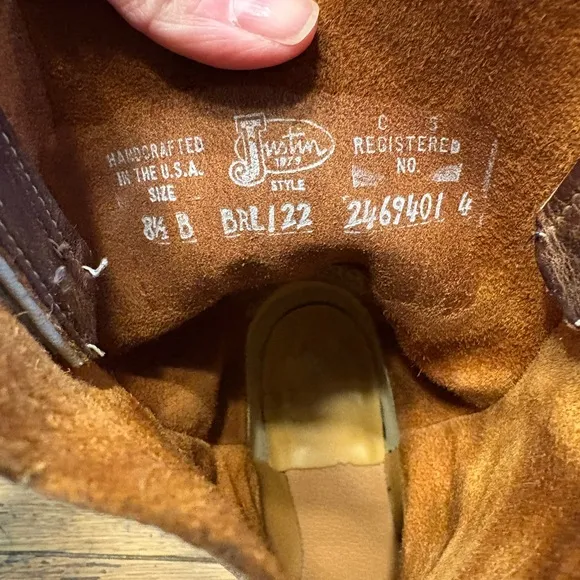 HANDCRAFTED
IN THE U.S.A.
SIZE
8½ B
Justin
1879
STYLE
BRL122
C S
REGISTERED
NO.
2469401 4